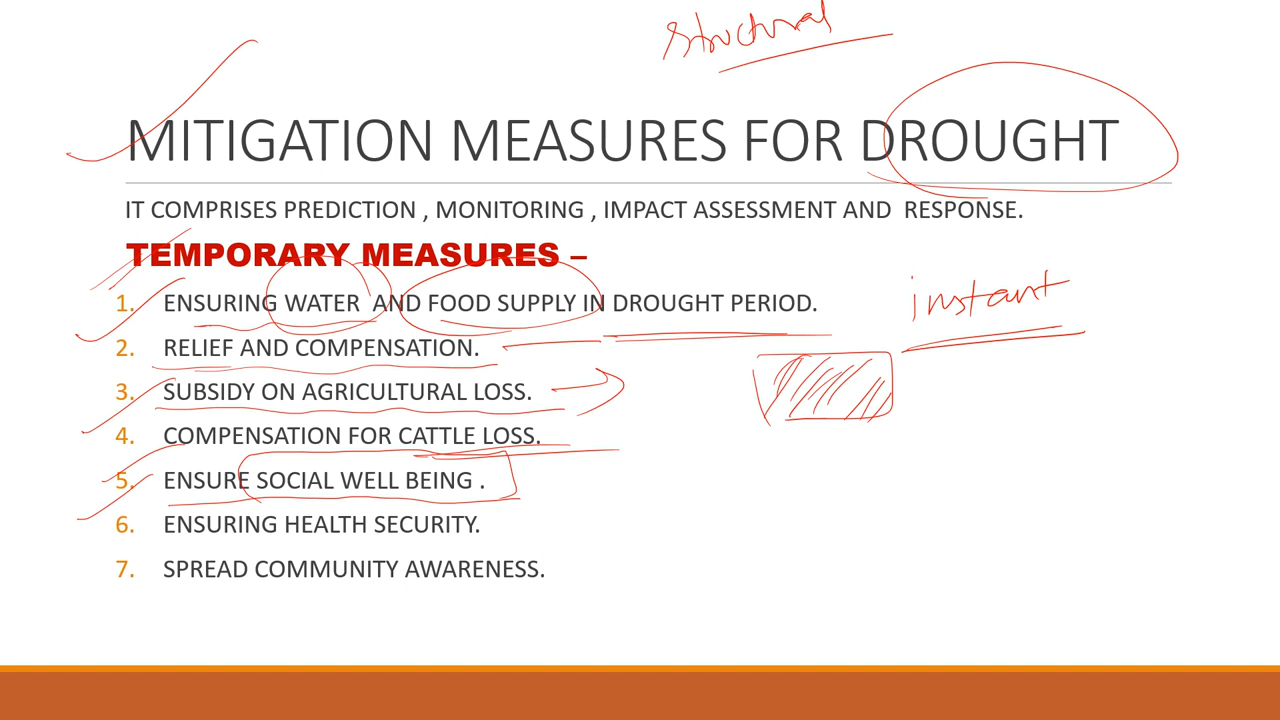 structural
MITIGATION MEASURES FOR DROUGHT
IT COMPRISES PREDICTION , MONITORING , IMPACT ASSESSMENT AND RESPONSE.
TEMPORARY MEASURES –
1. ENSURING WATER AND FOOD SUPPLY IN DROUGHT PERIOD.
instant
2. RELIEF AND COMPENSATION.
3. SUBSIDY ON AGRICULTURAL LOSS.
4. COMPENSATION FOR CATTLE LOSS.
5. ENSURE SOCIAL WELL BEING .
6. ENSURING HEALTH SECURITY.
7. SPREAD COMMUNITY AWARENESS.